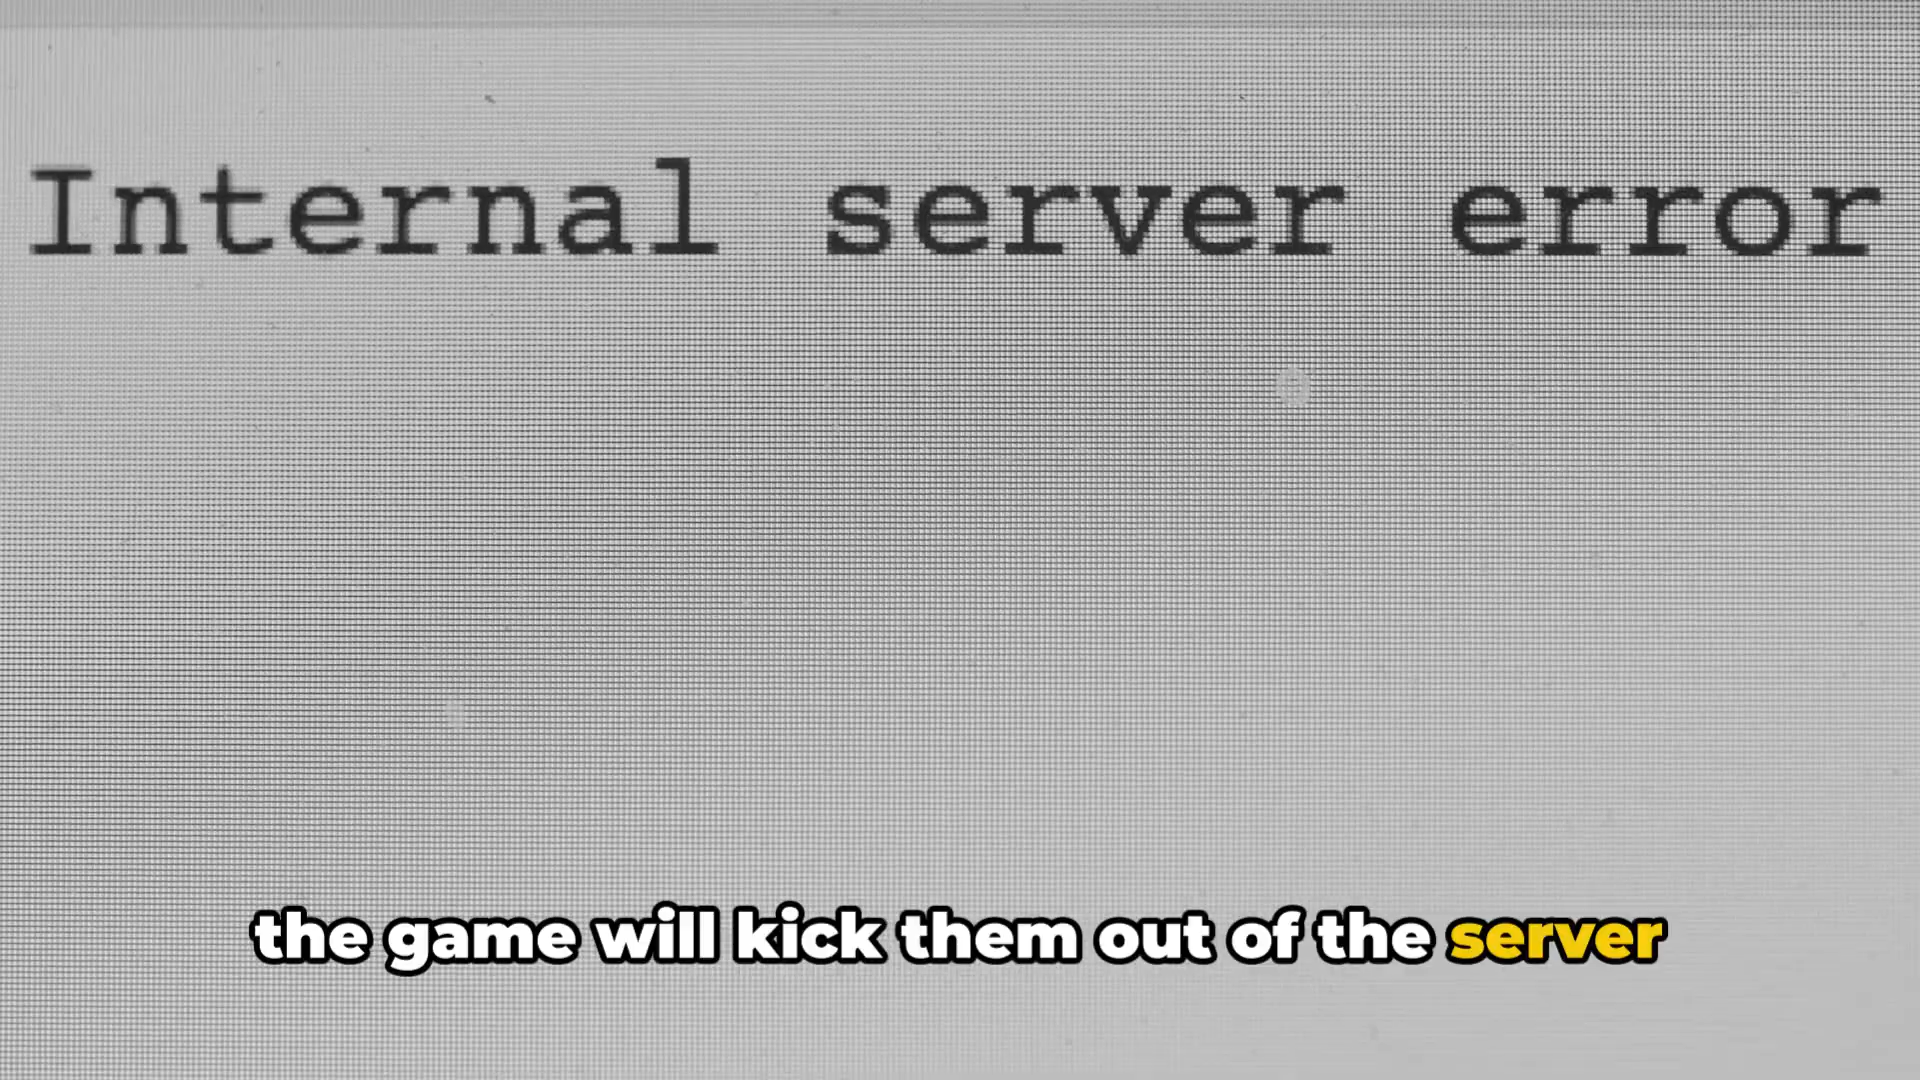 Internal server error
the game will kick them out of the server